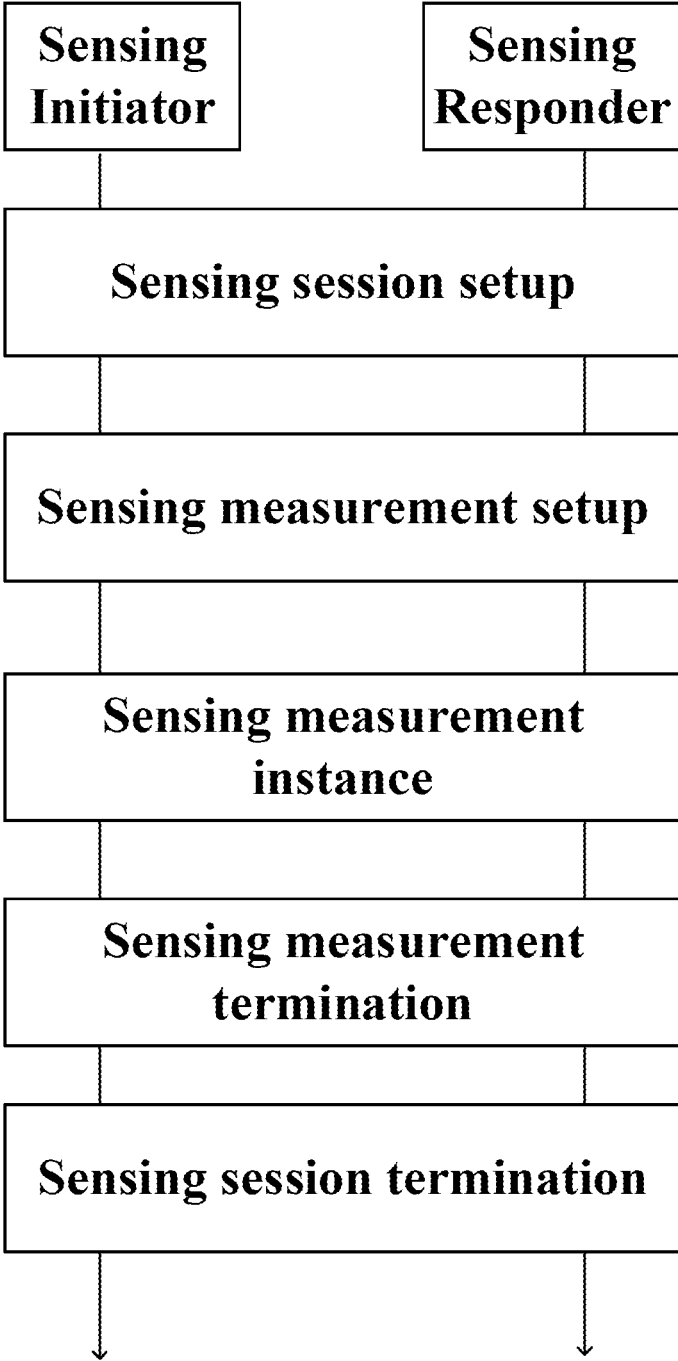 Sensing
Initiator
Sensing
Responder
Sensing session setup
Sensing measurement setup
Sensing measurement
instance
Sensing measurement
termination
Sensing session termination